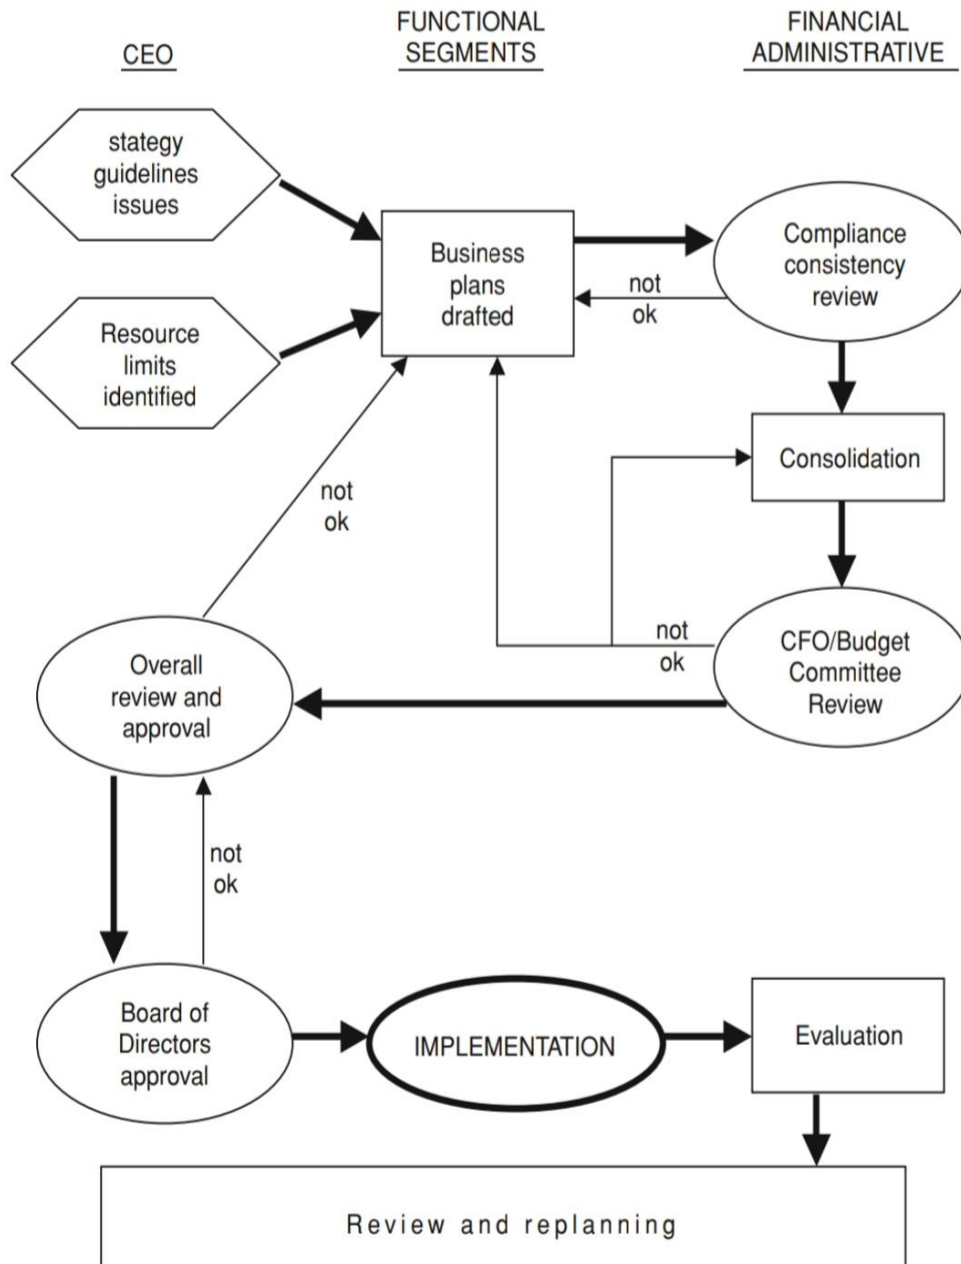 CEO
FUNCTIONAL
SEGMENTS
FINANCIAL
ADMINISTRATIVE
stategy
guidelines
issues
Resource
limits
identified
Business
plans
drafted
Compliance
consistency
review
not
ok
Consolidation
not
ok
CFO/Budget
Committee
Review
not
ok
Overall
review and
approval
not
ok
Board of
Directors
approval
IMPLEMENTATION
Evaluation
Review and replanning